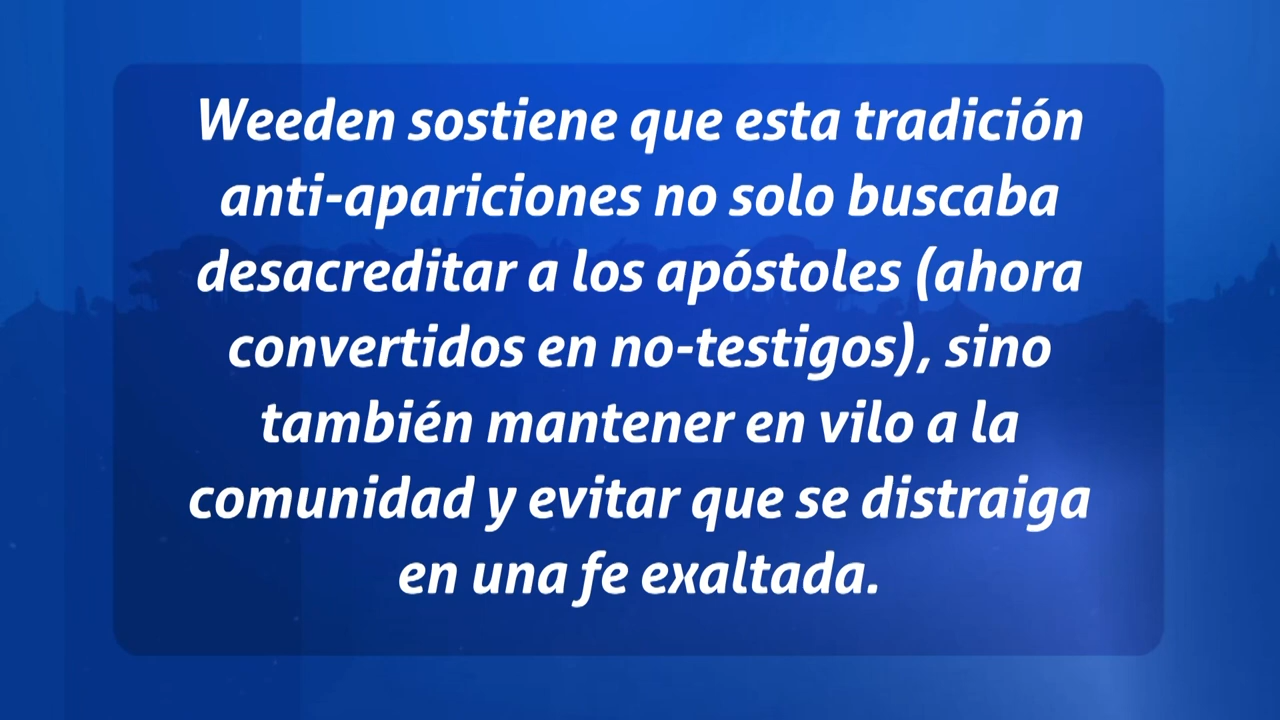 Weeden sostiene que esta tradición
anti-apariciones no solo buscaba
desacreditar a los apóstoles (ahora
convertidos en no-testigos), sino
también mantener en vilo a la
comunidad y evitar que se distraiga
en una fe exaltada.